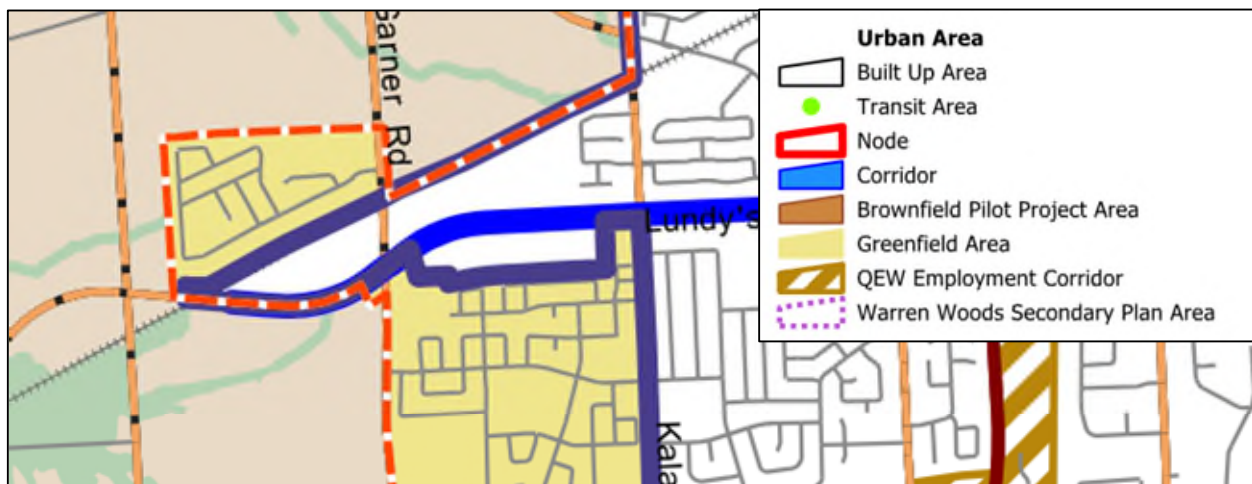 Garner Rd
Lundy's
Kala
Urban Area
Built Up Area
Transit Area
Node
Corridor
Brownfield Pilot Project Area
Greenfield Area
QEW Employment Corridor
Warren Woods Secondary Plan Area